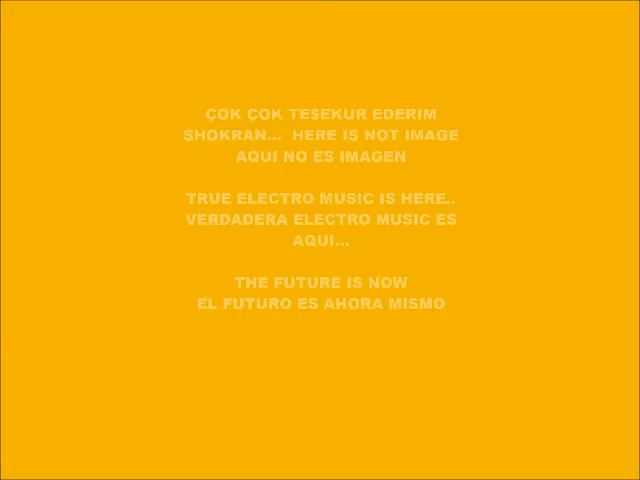 ÇOK ÇOK TESEKUR EDERIM
SHOKRAN... HERE IS NOT IMAGE
AQUI NO ES IMAGEN
TRUE ELECTRO MUSIC IS HERE..
VERDADERA ELECTRO MUSIC ES
AQUI...
THE FUTURE IS NOW
EL FUTURO ES AHORA MISMO